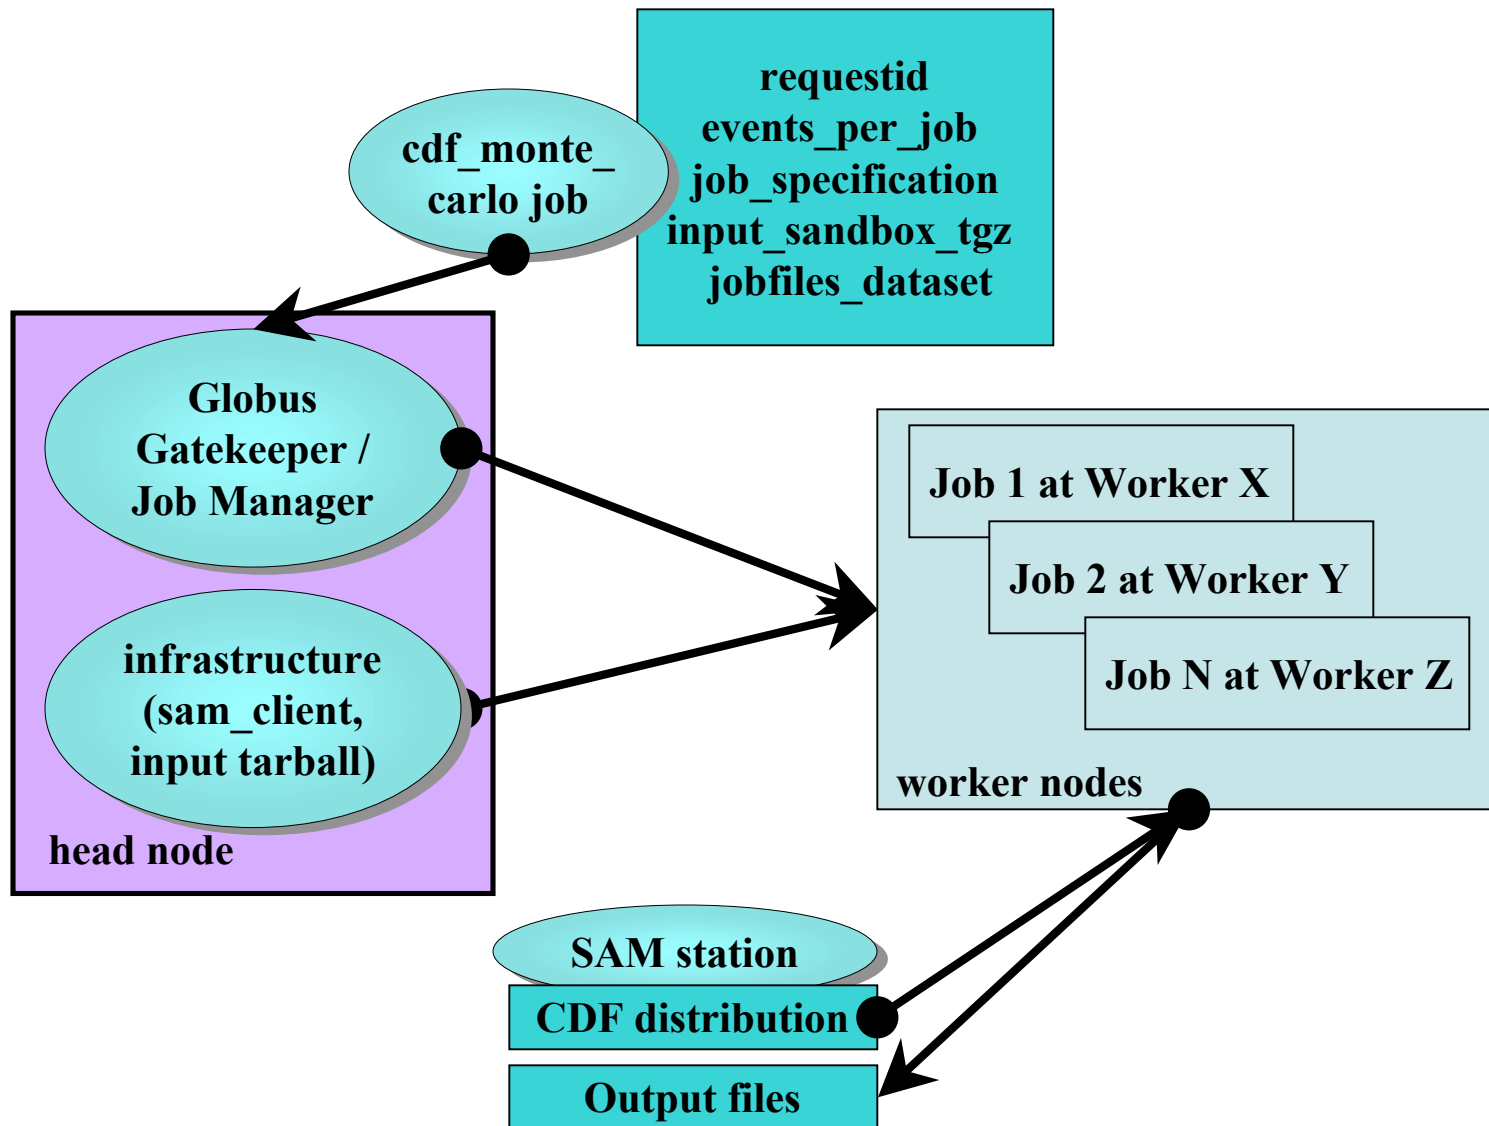 requestid
events_per_job
job_specification
input_sandbox_tgz
jobfiles_dataset
cdf_monte_
carlo job
Globus
Gatekeeper /
Job Manager
infrastructure
(sam_client,
input tarball)
head node
Job 1 at Worker X
Job 2 at Worker Y
Job N at Worker Z
worker nodes
SAM station
CDF distribution
Output files